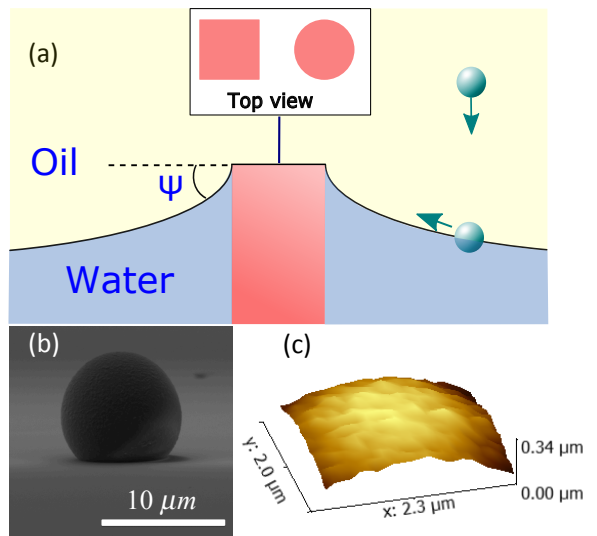 (a)
Top view
Oil
ψ
Water
(b)
10 μm
(c)
y: 2.0 μm
x: 2.3 μm
0.34 μm
0.00 μm